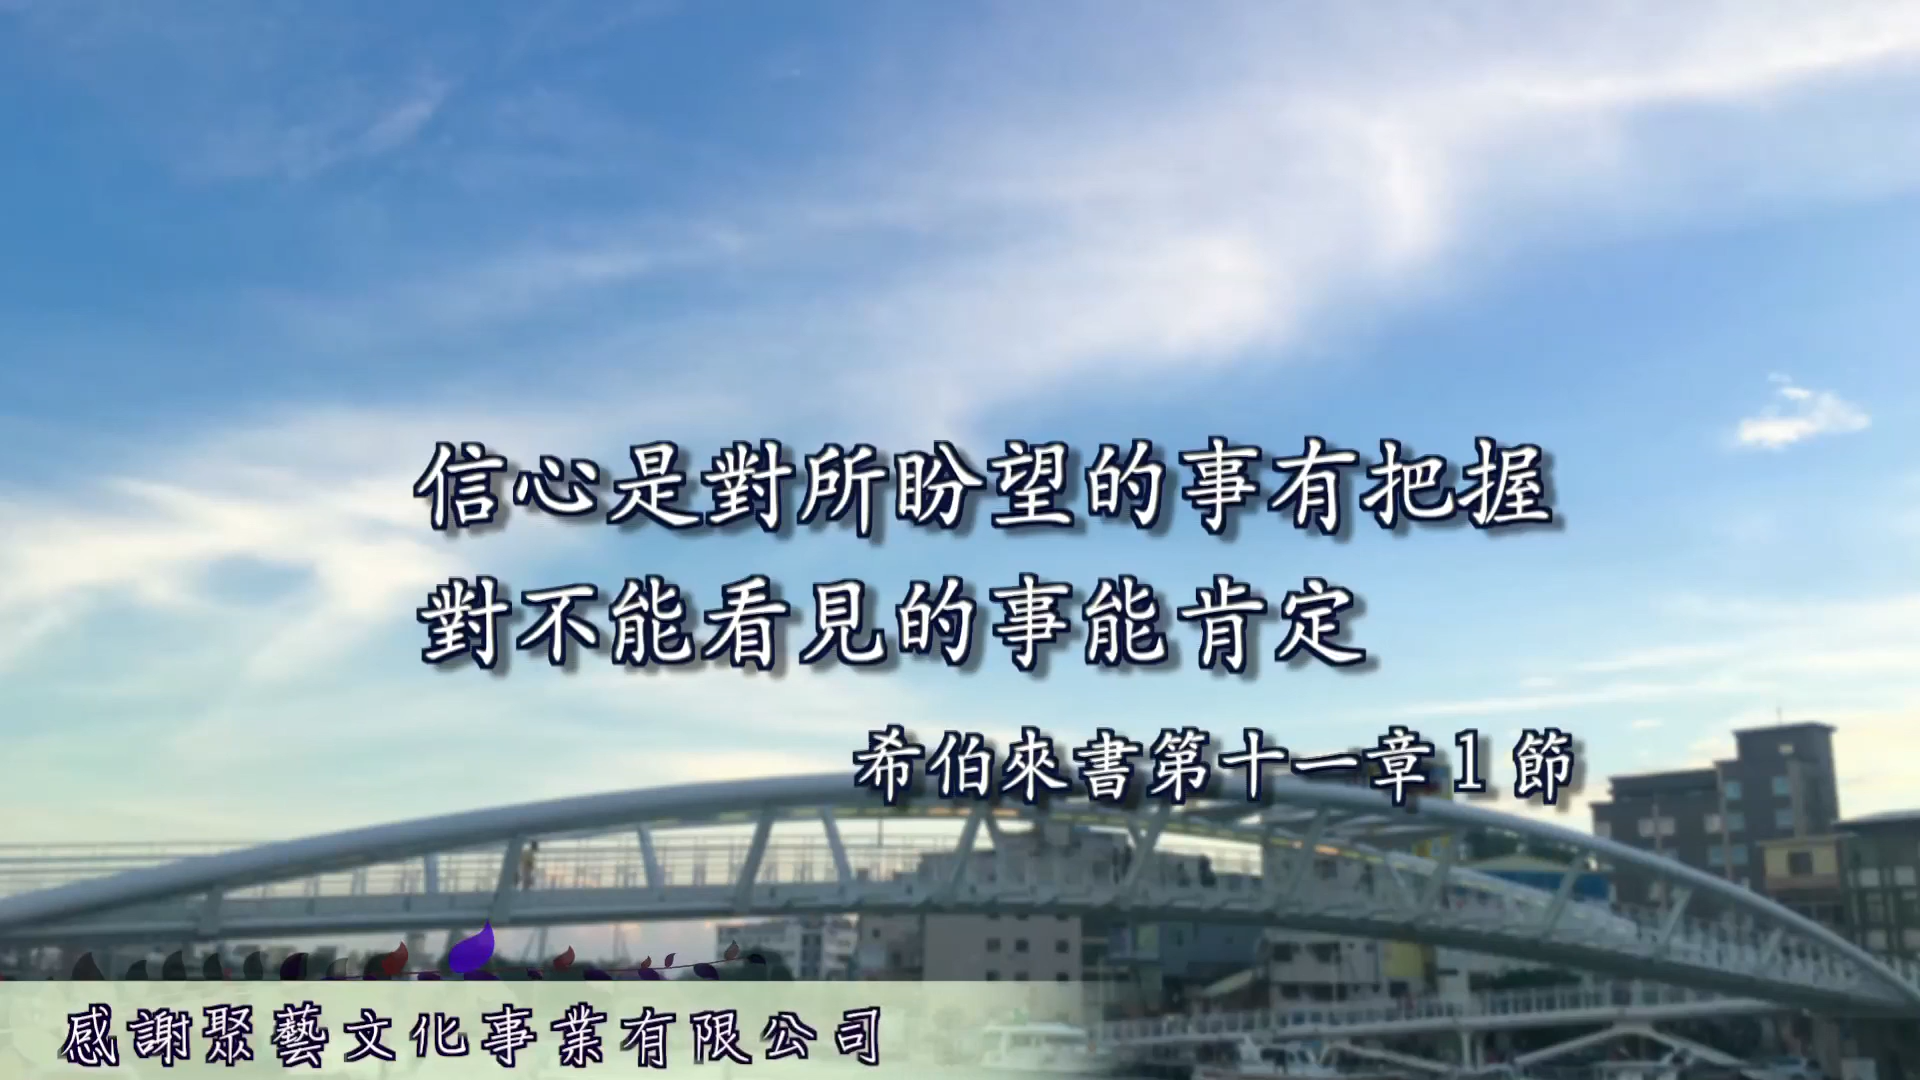 信心是對所盼望的事有把握
對不能看見的事能肯定
希伯來書第十一章1節
感謝聚藝文化事業有限公司